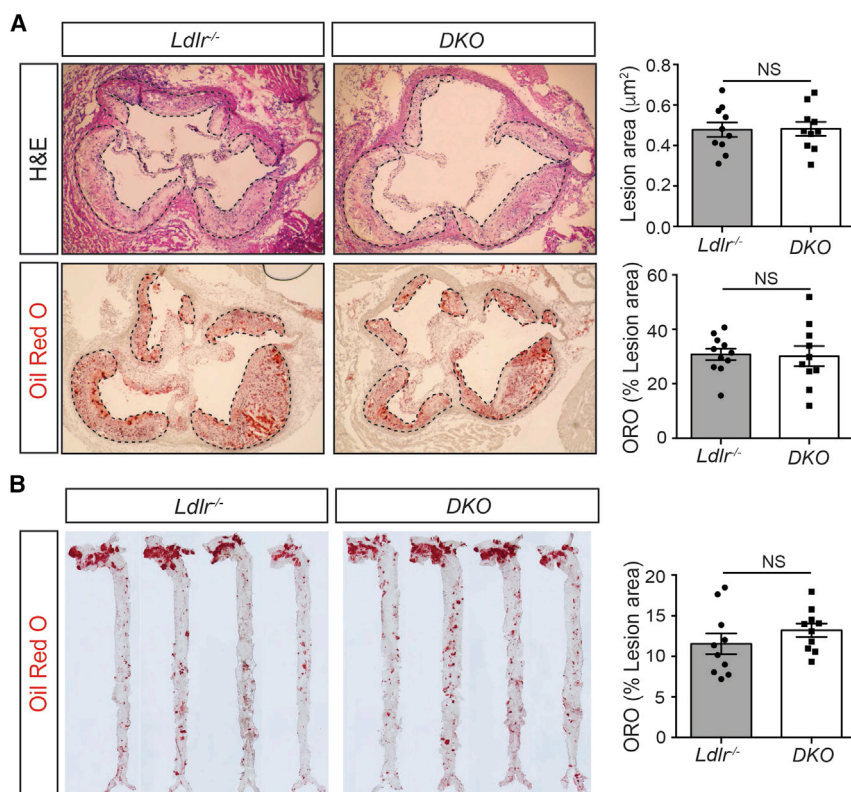 A
Ldlr-/-
DKO
H&E
Oil Red O
Lesion area (μm2)
0.8
0.6
0.4
0.2
0.0
NS
Ldlr-/-
DKO
ORO (% Lesion area)
60
40
20
0
NS
Ldlr-/-
DKO
B
Ldlr-/-
DKO
Oil Red O
ORO (% Lesion area)
20
15
10
5
0
NS
Ldlr-/-
DKO